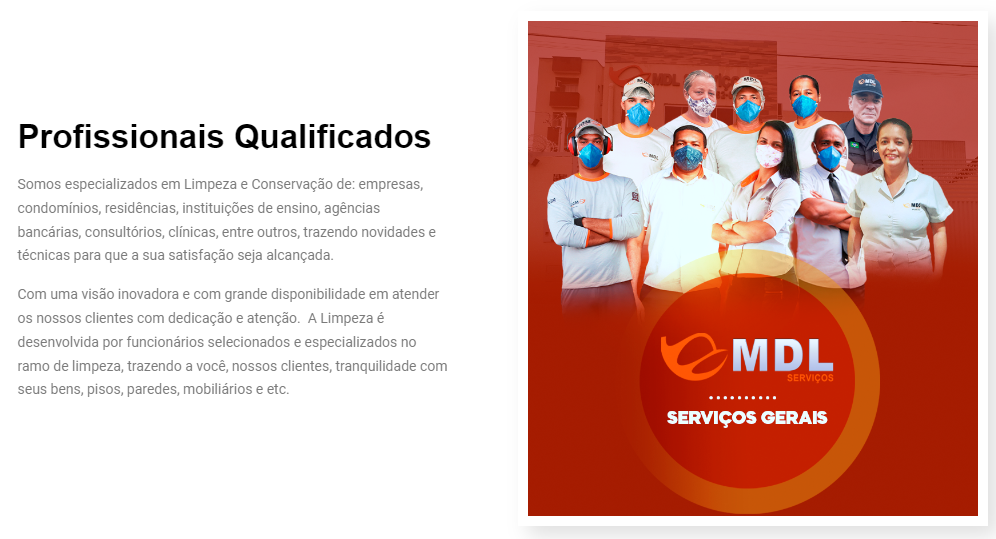 Profissionais Qualificados
Somos especializados em Limpeza e Conservação de: empresas,
condomínios, residências, instituições de ensino, agências
bancárias, consultórios, clínicas, entre outros, trazendo novidades e
técnicas para que a sua satisfação seja alcançada.
Com uma visão inovadora e com grande disponibilidade em atender
os nossos clientes com dedicação e atenção.  A Limpeza é
desenvolvida por funcionários selecionados e especializados no
ramo de limpeza, trazendo a você, nossos clientes, tranquilidade com
seus bens, pisos, paredes, mobiliários e etc.
MDL
SERVIÇOS
SERVIÇOS GERAIS